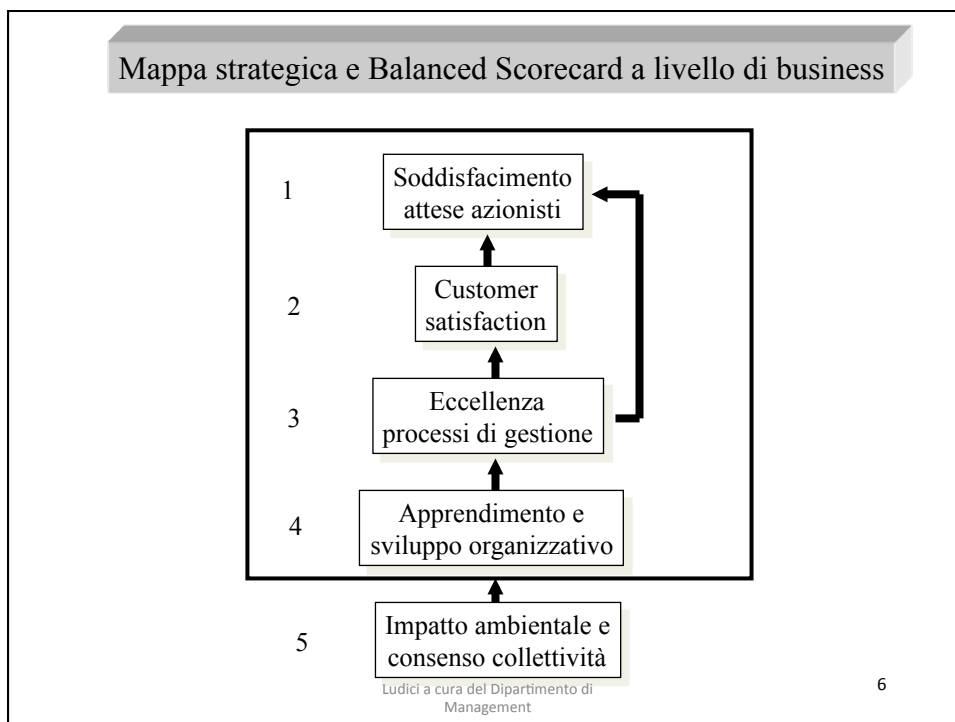 Mappa strategica e Balanced Scorecard a livello di business
1
Soddisfacimento
attese azionisti
2
Customer
satisfaction
3
Eccellenza
processi di gestione
4
Apprendimento e
sviluppo organizzativo
5
Impatto ambientale e
consenso collettività
Ludici a cura del Dipartimento di
Management
6